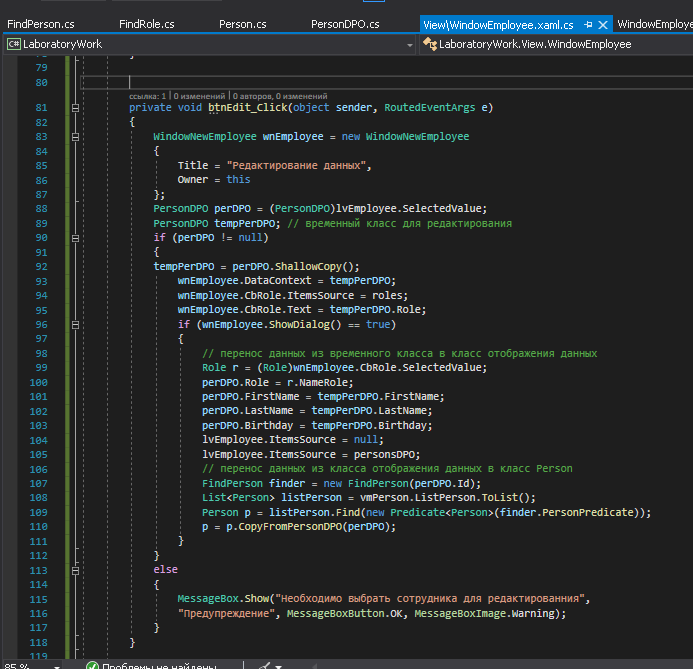 FindPerson.cs FindRole.cs Person.cs PersonDPO.cs View\WindowEmployee.xaml.cs WindowEmploye
C# LaboratoryWork LaboratoryWork.View.WindowEmployee
79
80
ссылка: 1 | 0 изменений | 0 авторов, 0 изменений
81 private void btnEdit_Click(object sender, RoutedEventArgs e)
82 {
83 WindowNewEmployee wnEmployee = new WindowNewEmployee
84 {
85 Title = "Редактирование данных",
86 Owner = this
87 };
88 PersonDPO perDPO = (PersonDPO)lvEmployee.SelectedValue;
89 PersonDPO tempPerDPO; // временный класс для редактирования
90 if (perDPO != null)
91 {
92 tempPerDPO = perDPO.ShallowCopy();
93 wnEmployee.DataContext = tempPerDPO;
94 wnEmployee.CbRole.ItemsSource = roles;
95 wnEmployee.CbRole.Text = tempPerDPO.Role;
96 if (wnEmployee.ShowDialog() == true)
97 {
98 // перенос данных из временного класса в класс отображения данных
99 Role r = (Role)wnEmployee.CbRole.SelectedValue;
100 perDPO.Role = r.NameRole;
101 perDPO.FirstName = tempPerDPO.FirstName;
102 perDPO.LastName = tempPerDPO.LastName;
103 perDPO.Birthday = tempPerDPO.Birthday;
104 lvEmployee.ItemsSource = null;
105 lvEmployee.ItemsSource = personsDPO;
106 // перенос данных из класса отображения данных в класс Person
107 FindPerson finder = new FindPerson(perDPO.Id);
108 List<Person> listPerson = vmPerson.ListPerson.ToList();
109 Person p = listPerson.Find(new Predicate<Person>(finder.PersonPredicate));
110 p = p.CopyFromPersonDPO(perDPO);
111 }
112 }
113 else
114 {
115 MessageBox.Show("Необходимо выбрать сотрудника для редактированния",
116 "Предупреждение", MessageBoxButton.OK, MessageBoxImage.Warning);
117 }
118 }
119
85 % Проблемы не найдены